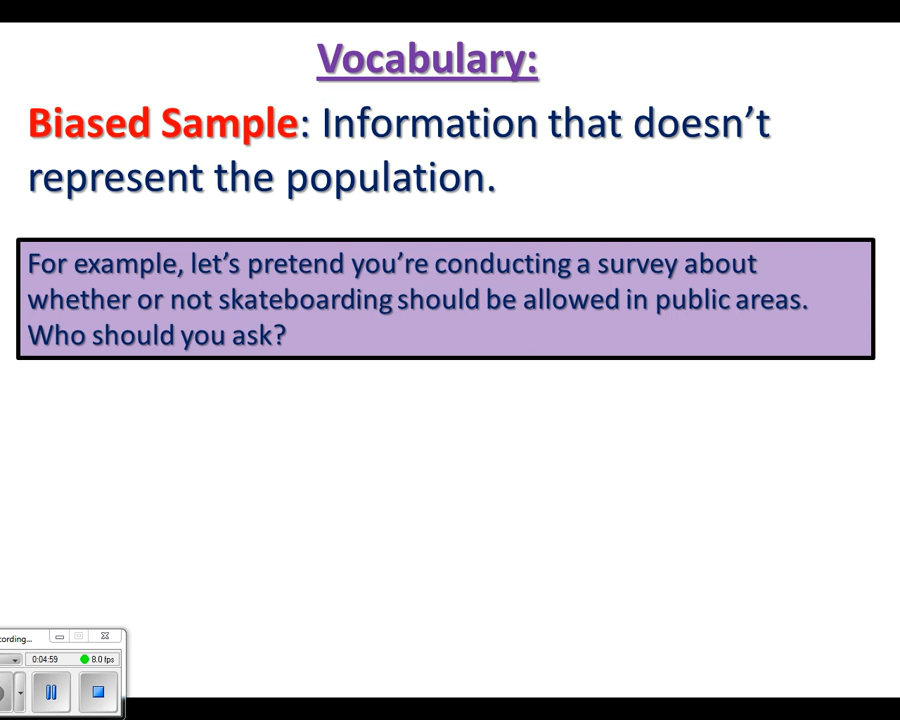 Vocabulary:
Biased Sample: Information that doesn’t
represent the population.
For example, let’s pretend you’re conducting a survey about
whether or not skateboarding should be allowed in public areas.
Who should you ask?
cording...
0:04:59 8.0 fps